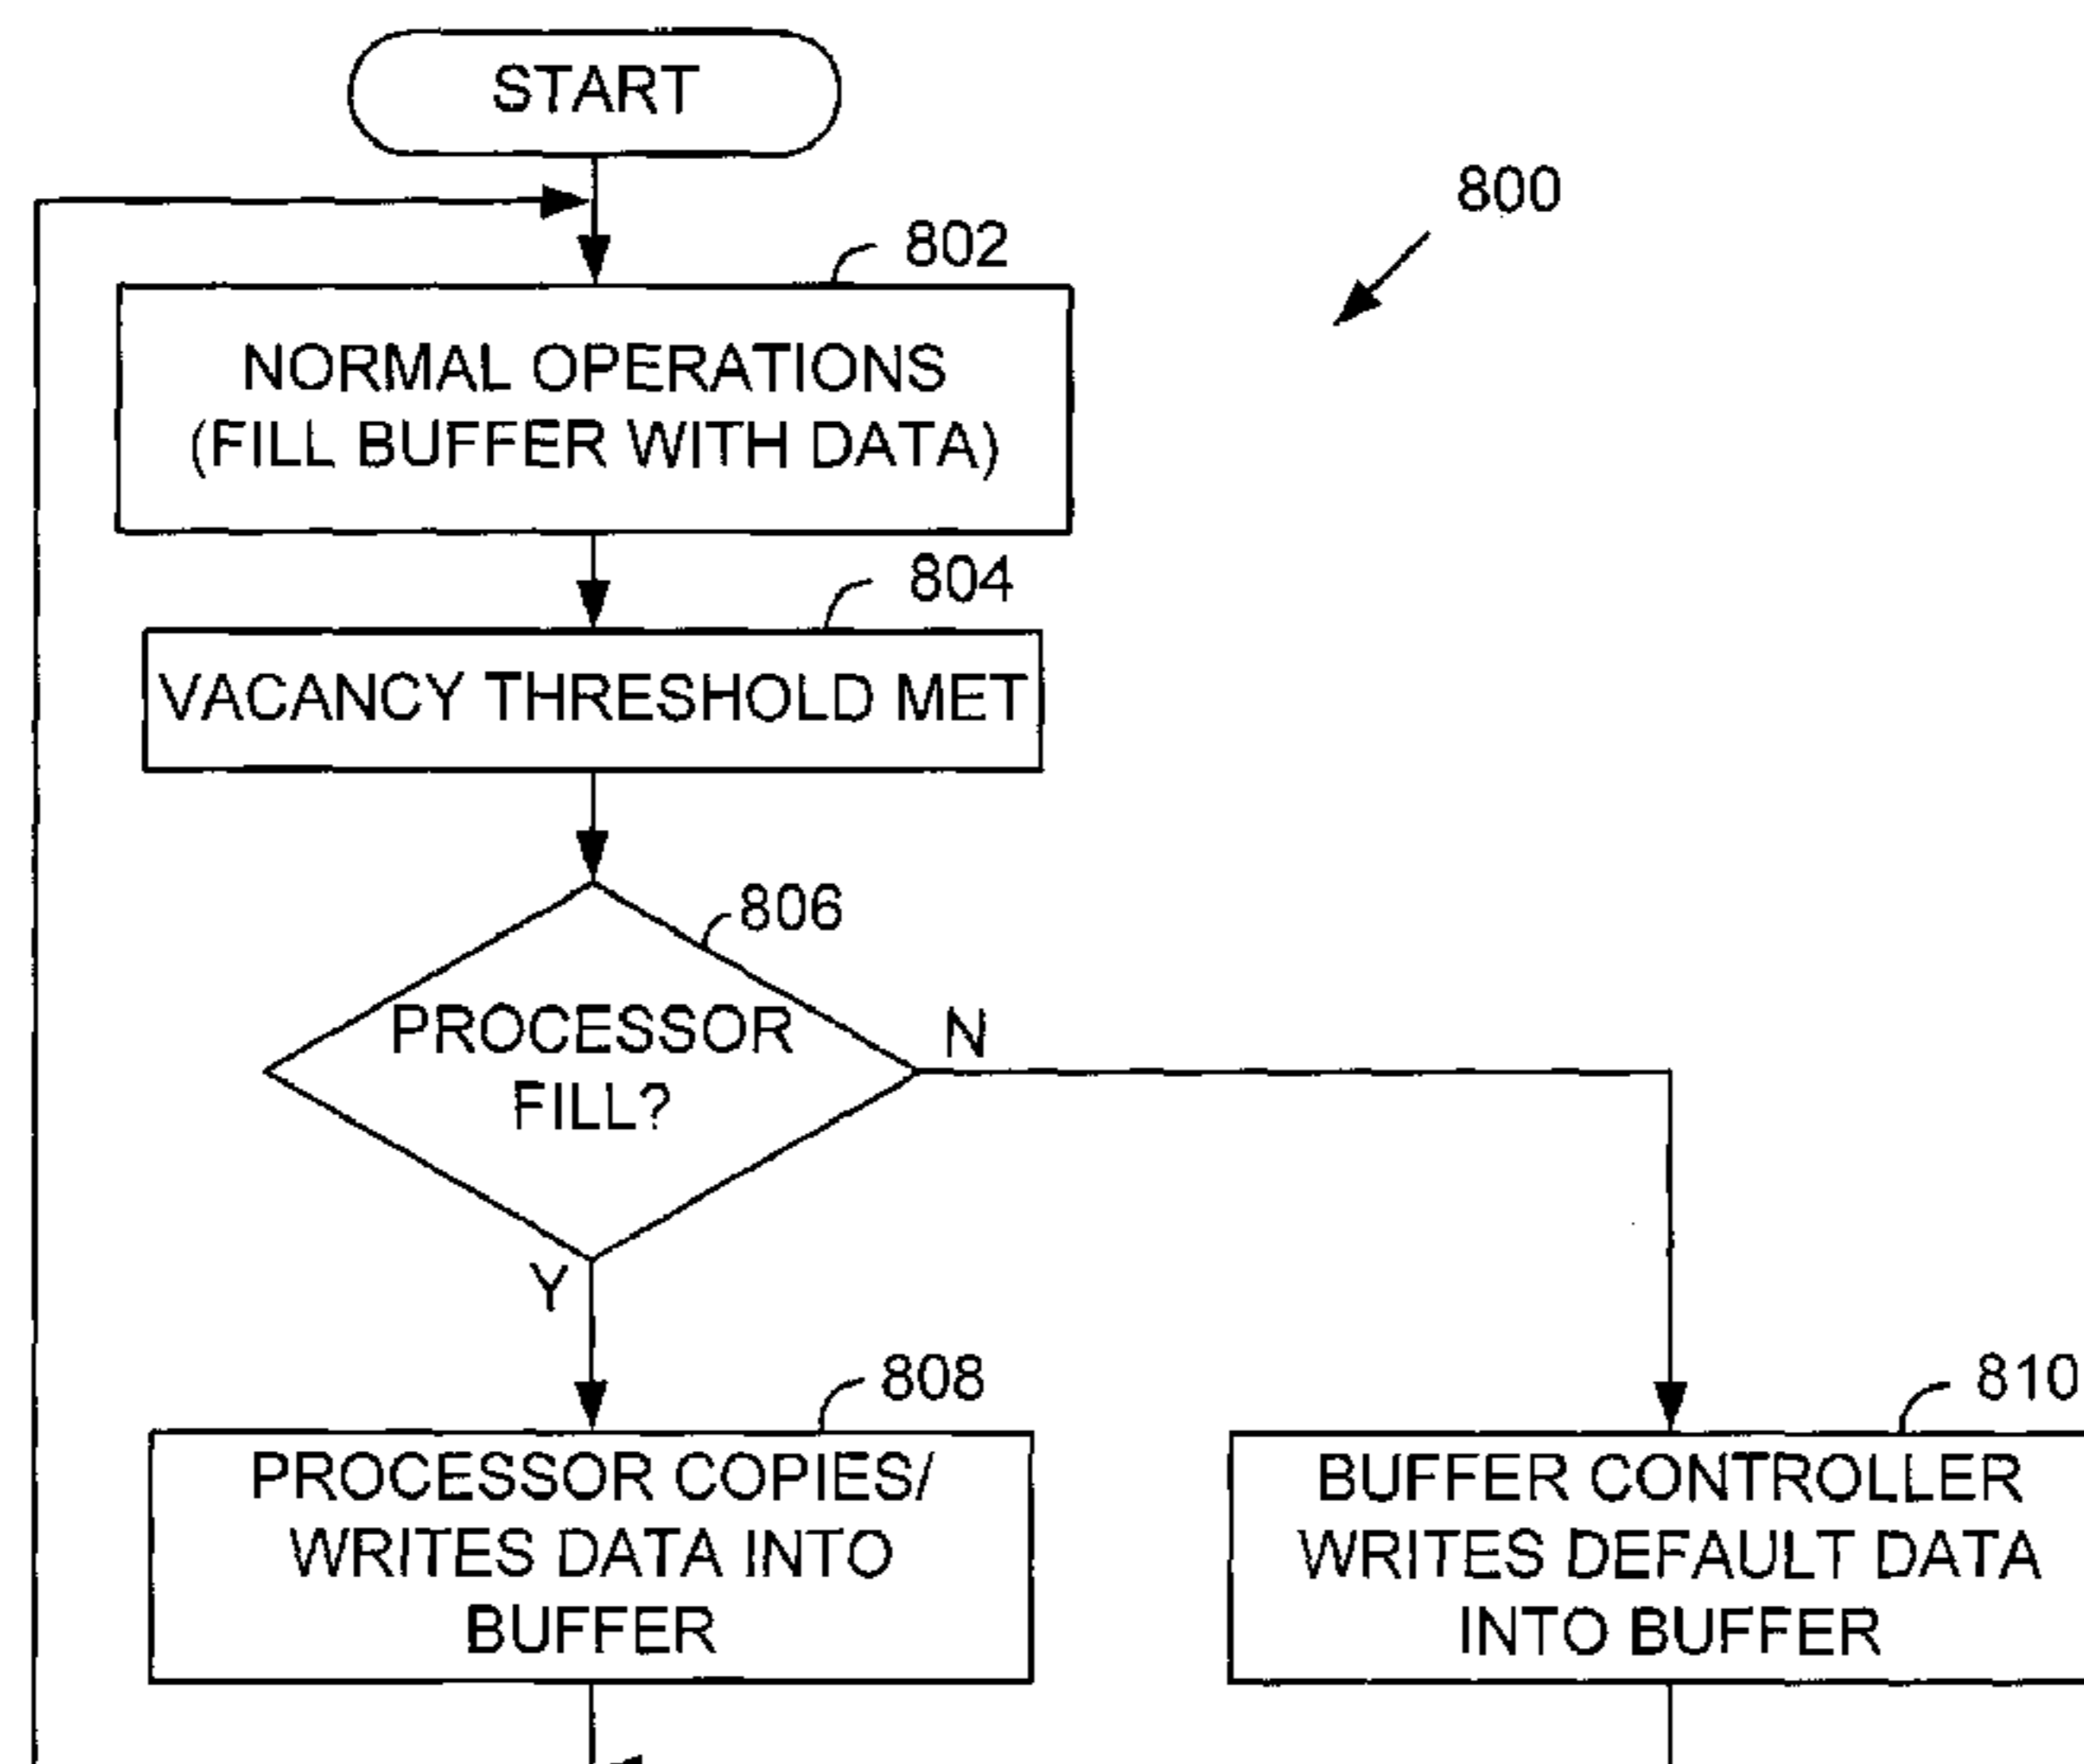 START
800
802
NORMAL OPERATIONS
(FILL BUFFER WITH DATA)
804
VACANCY THRESHOLD MET
806
PROCESSOR
FILL?
N
Y
808
PROCESSOR COPIES/
WRITES DATA INTO
BUFFER
810
BUFFER CONTROLLER
WRITES DEFAULT DATA
INTO BUFFER